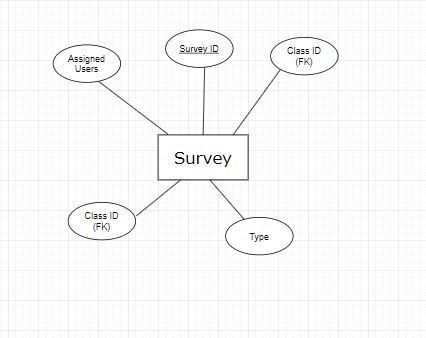 Assigned
Users
Survey ID
Class ID
(FK)
Survey
Class ID
(FK)
Type